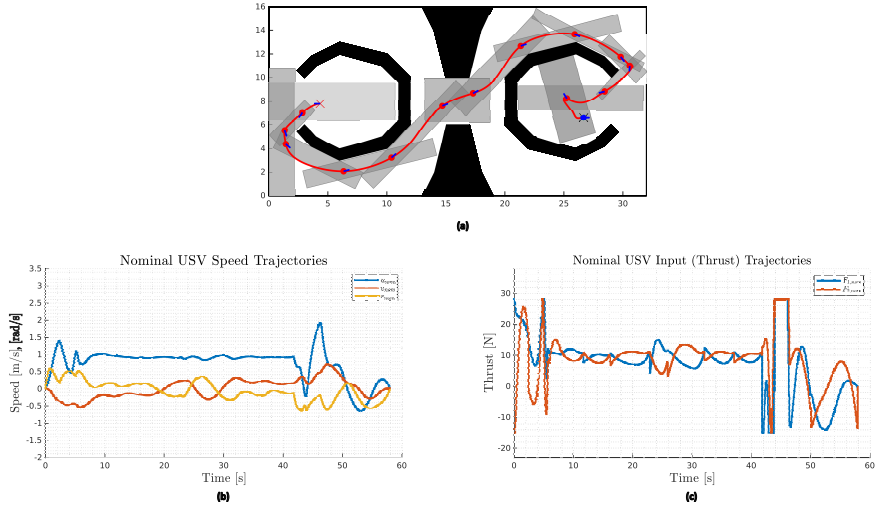 16
14
12
10
8
6
4
2
0
0 5 10 15 20 25 30
(a)
Nominal USV Speed Trajectories
3.5
3
2.5
2
1.5
1
0.5
0
-0.5
-1
-1.5
-2
Speed [m/s], [rad/s]
0 10 20 30 40 50 60
Time [s]
(b)
Nominal USV Input (Thrust) Trajectories
30
20
10
0
-10
-20
Thrust [N]
0 10 20 30 40 50 60
Time [s]
(c)